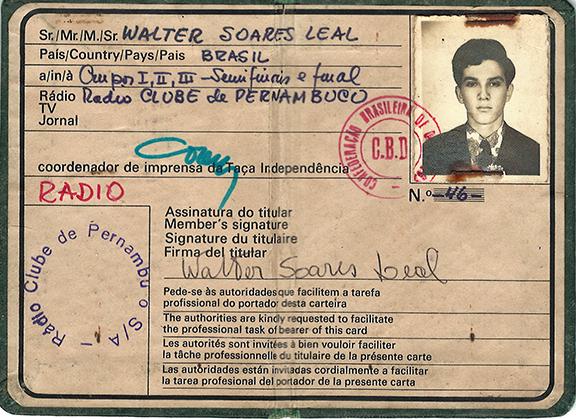 Sr./Mr./M./Sr. WALTER SOARES LEAL
País/Country/Pays/Pais BRASIL
a/in/à Grupos I, II, III - Semifinais e final
Rádio Radio CLUBE de PERNAMBUCO
TV
Jornal
CONFEDERAÇÃO BRASILEIRA DE
C.B.D
coordenador de imprensa da Taça Independência
N.º -46-
RADIO
Assinatura do titular
Member's signature
Signature du titulaire
Firma del titular
Walter Soares Leal
Rádio Clube de Pernambu o S/A -
Pede-se às autoridades que facilitem a tarefa
profissional do portador desta carteira
The authorities are kindly requested to facilitate
the professional task of bearer of this card
Les autorités sont invitées à bien vouloir faciliter
la tâche professionnelle du titulaire de la présente carte
Las autoridades están invitadas cordialmente a facilitar
la tarea profesional del portador de la presente carta